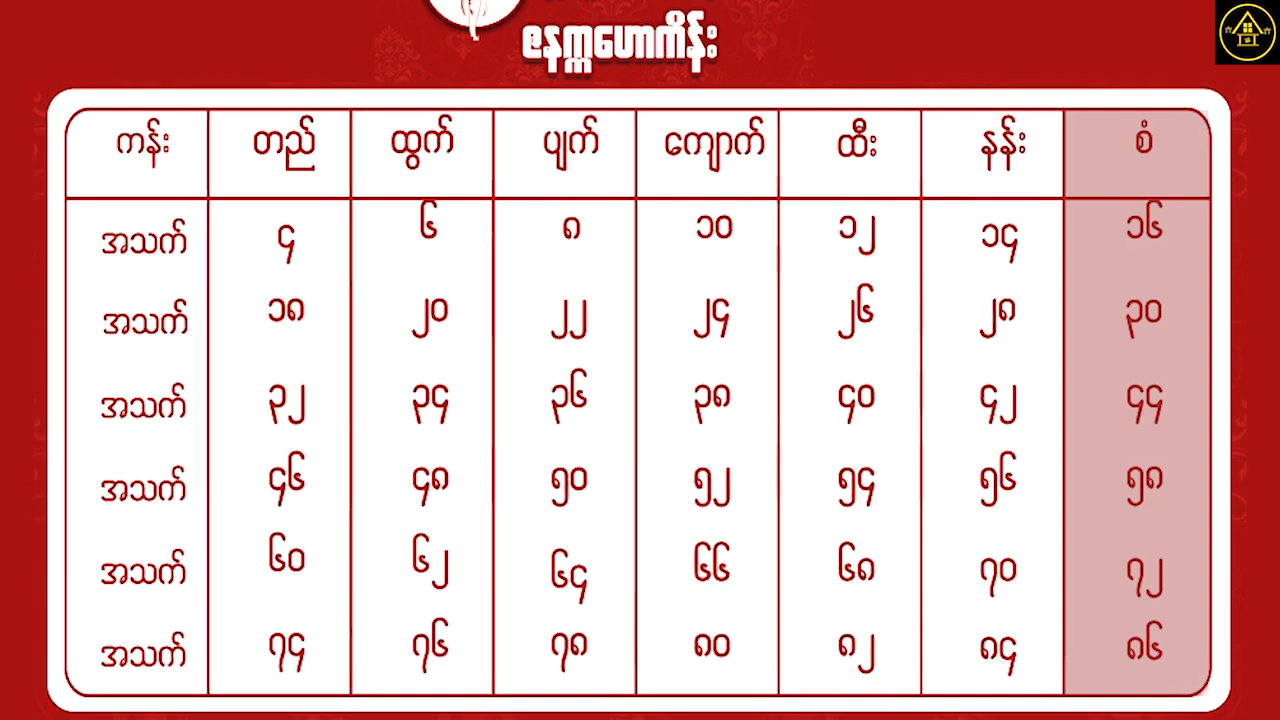 ဇနက္ကဟောကိန်း
ကန်း တည် ထွက် ပျက် ကျောက် ထီး နန်း စံ
အသက် ၄ ၆ ၈ ၁၀ ၁၂ ၁၄ ၁၆
အသက် ၁၈ ၂၀ ၂၂ ၂၄ ၂၆ ၂၈ ၃၀
အသက် ၃၂ ၃၄ ၃၆ ၃၈ ၄၀ ၄၂ ၄၄
အသက် ၄၆ ၄၈ ၅၀ ၅၂ ၅၄ ၅၆ ၅၈
အသက် ၆၀ ၆၂ ၆၄ ၆၆ ၆၈ ၇၀ ၇၂
အသက် ၇၄ ၇၆ ၇၈ ၈၀ ၈၂ ၈၄ ၈၆